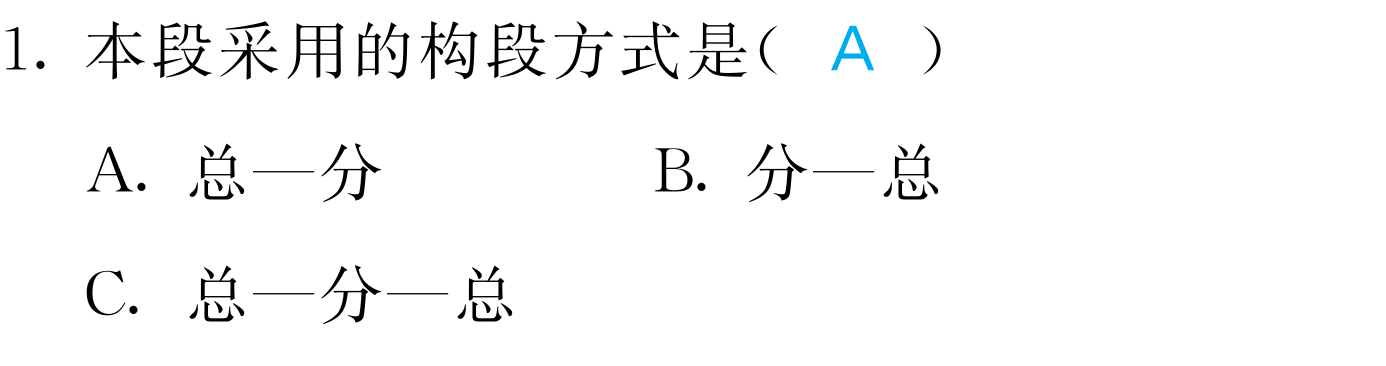 1. 本段采用的构段方式是( A )
A. 总—分 B. 分—总
C. 总—分—总